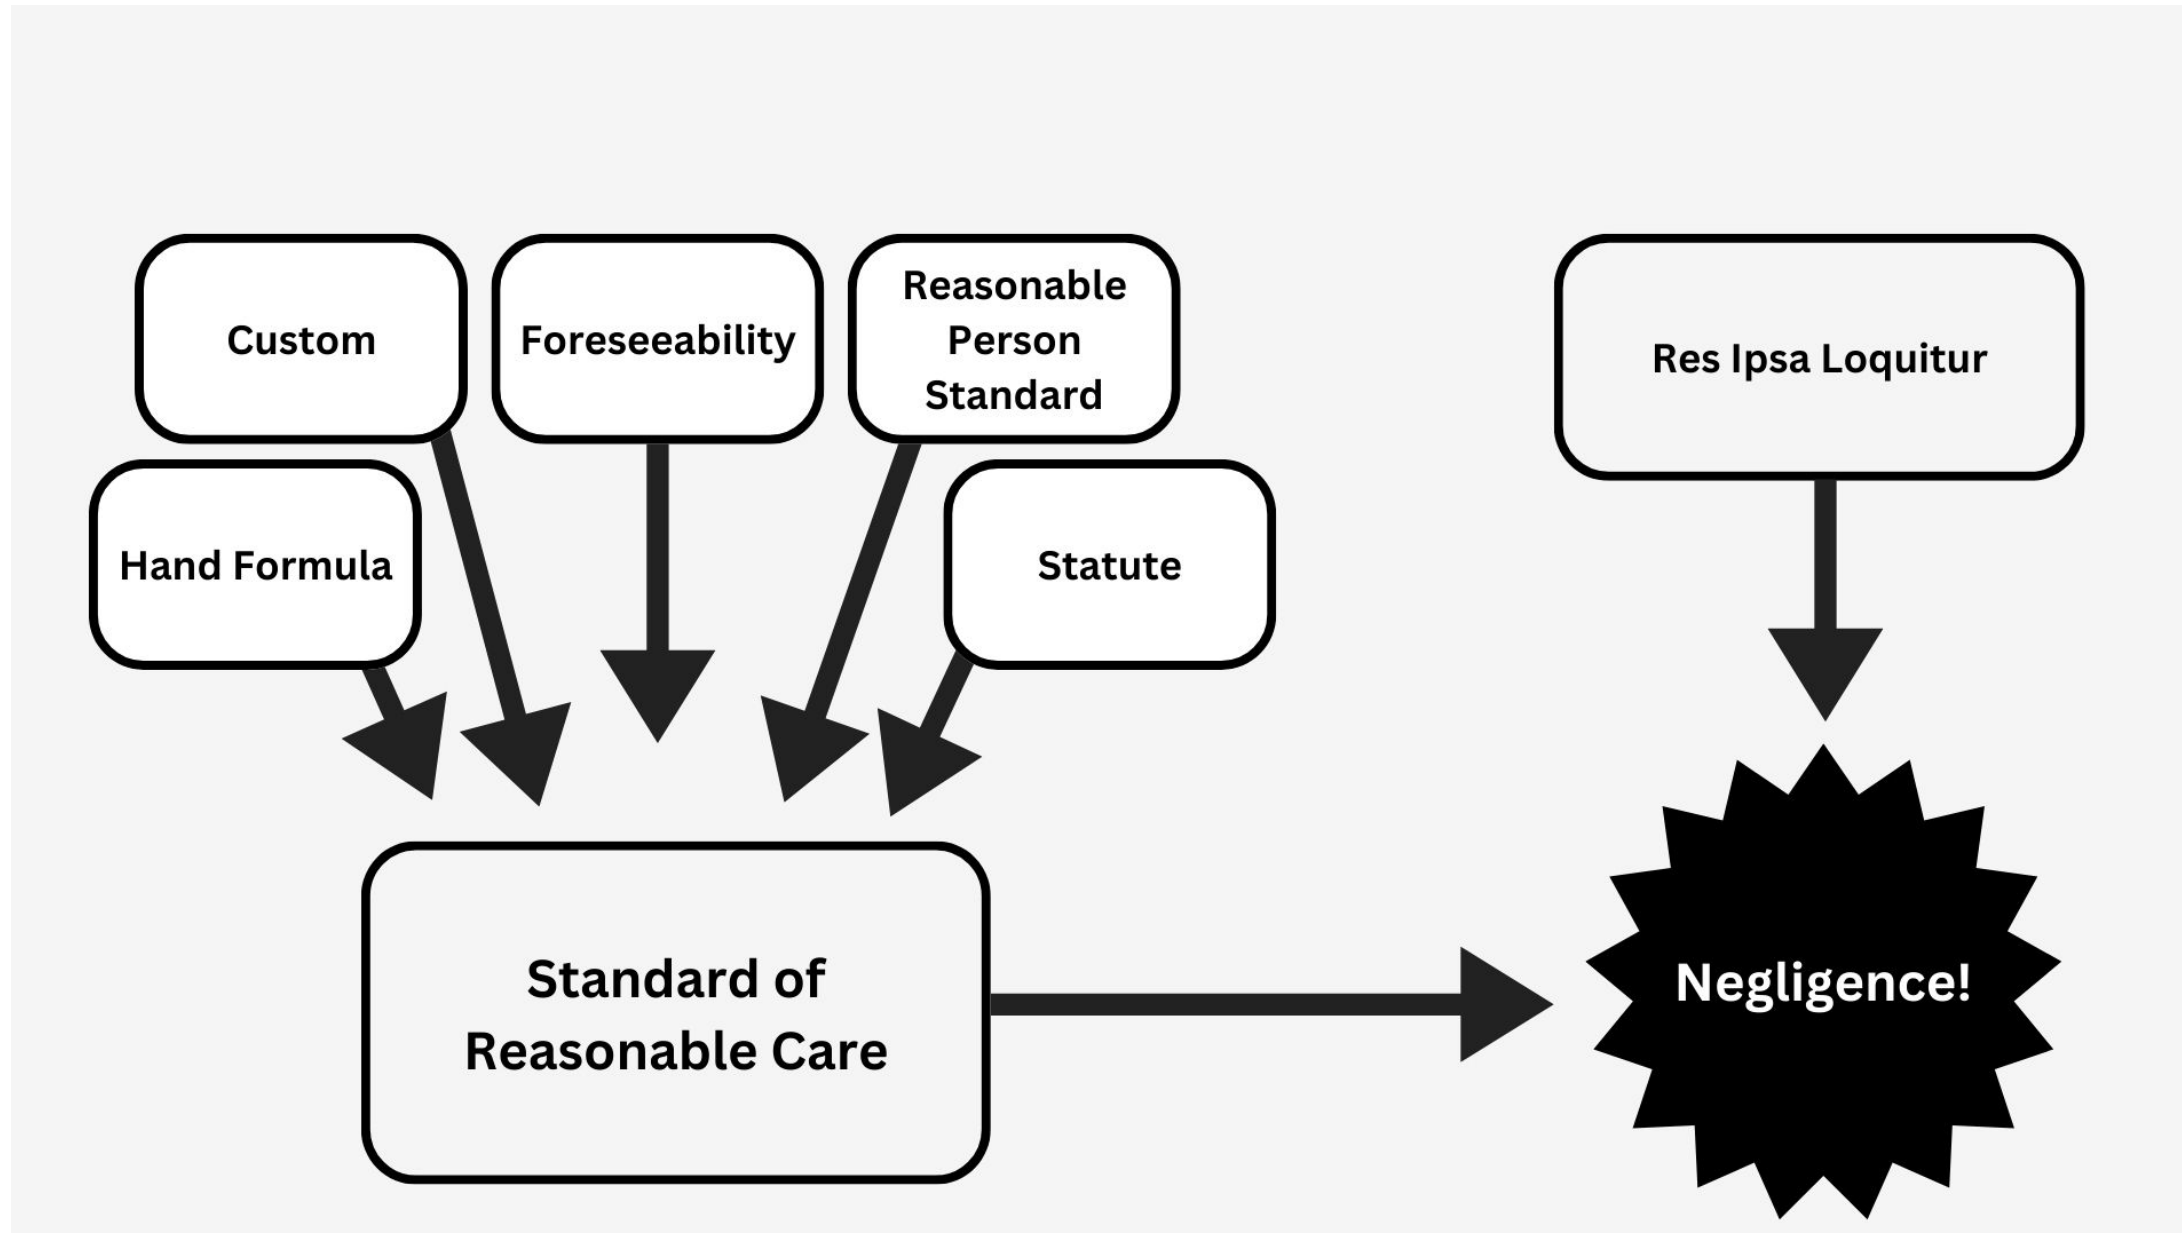 Custom
Foreseeability
Reasonable
Person
Standard
Res Ipsa Loquitur
Hand Formula
Statute
Standard of
Reasonable Care
Negligence!